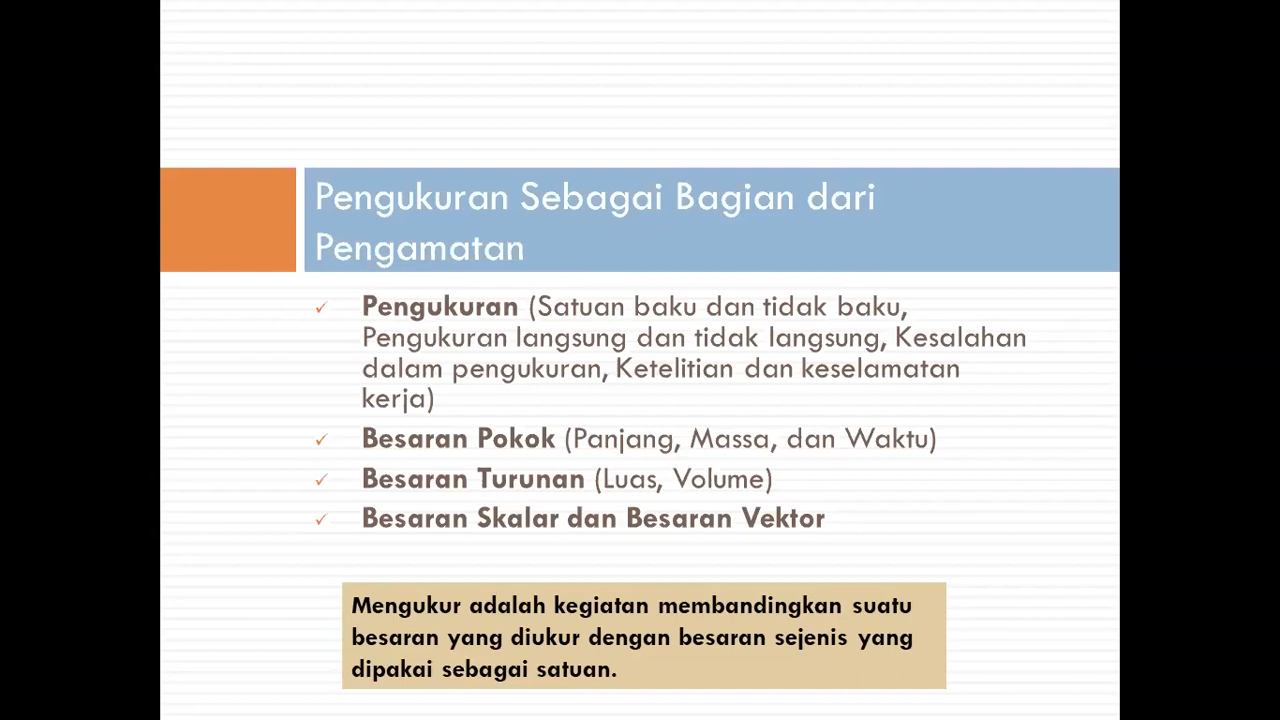 Pengukuran Sebagai Bagian dari
Pengamatan
✓ Pengukuran (Satuan baku dan tidak baku,
Pengukuran langsung dan tidak langsung, Kesalahan
dalam pengukuran, Ketelitian dan keselamatan
kerja)
✓ Besaran Pokok (Panjang, Massa, dan Waktu)
✓ Besaran Turunan (Luas, Volume)
✓ Besaran Skalar dan Besaran Vektor
Mengukur adalah kegiatan membandingkan suatu
besaran yang diukur dengan besaran sejenis yang
dipakai sebagai satuan.